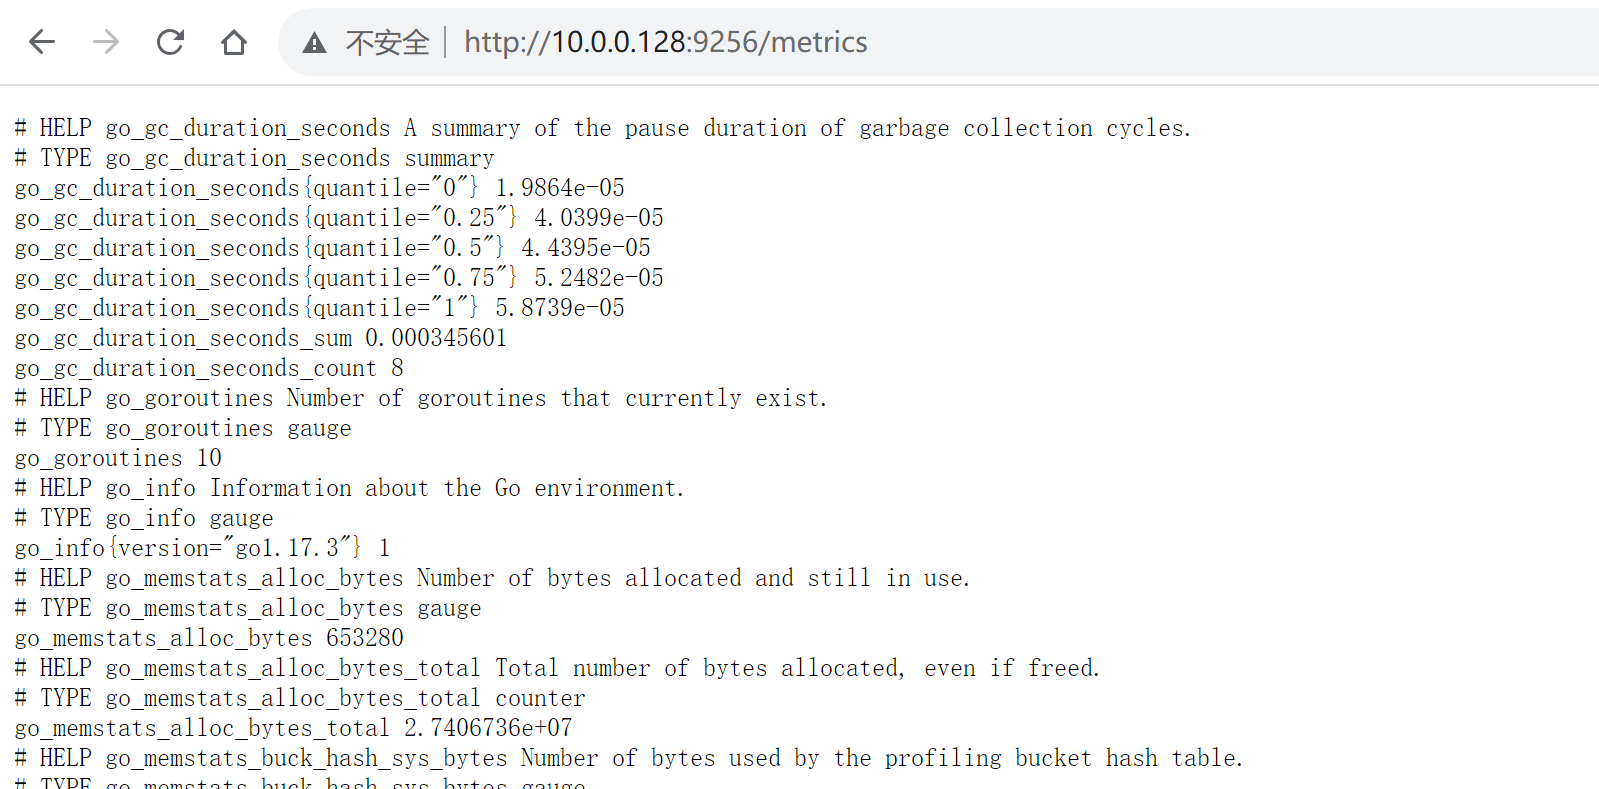 不安全 http://10.0.0.128:9256/metrics
# HELP go_gc_duration_seconds A summary of the pause duration of garbage collection cycles.
# TYPE go_gc_duration_seconds summary
go_gc_duration_seconds{quantile="0"} 1.9864e-05
go_gc_duration_seconds{quantile="0.25"} 4.0399e-05
go_gc_duration_seconds{quantile="0.5"} 4.4395e-05
go_gc_duration_seconds{quantile="0.75"} 5.2482e-05
go_gc_duration_seconds{quantile="1"} 5.8739e-05
go_gc_duration_seconds_sum 0.000345601
go_gc_duration_seconds_count 8
# HELP go_goroutines Number of goroutines that currently exist.
# TYPE go_goroutines gauge
go_goroutines 10
# HELP go_info Information about the Go environment.
# TYPE go_info gauge
go_info{version="go1.17.3"} 1
# HELP go_memstats_alloc_bytes Number of bytes allocated and still in use.
# TYPE go_memstats_alloc_bytes gauge
go_memstats_alloc_bytes 653280
# HELP go_memstats_alloc_bytes_total Total number of bytes allocated, even if freed.
# TYPE go_memstats_alloc_bytes_total counter
go_memstats_alloc_bytes_total 2.7406736e+07
# HELP go_memstats_buck_hash_sys_bytes Number of bytes used by the profiling bucket hash table.
# TYPE go_memstats_buck_hash_sys_bytes gauge